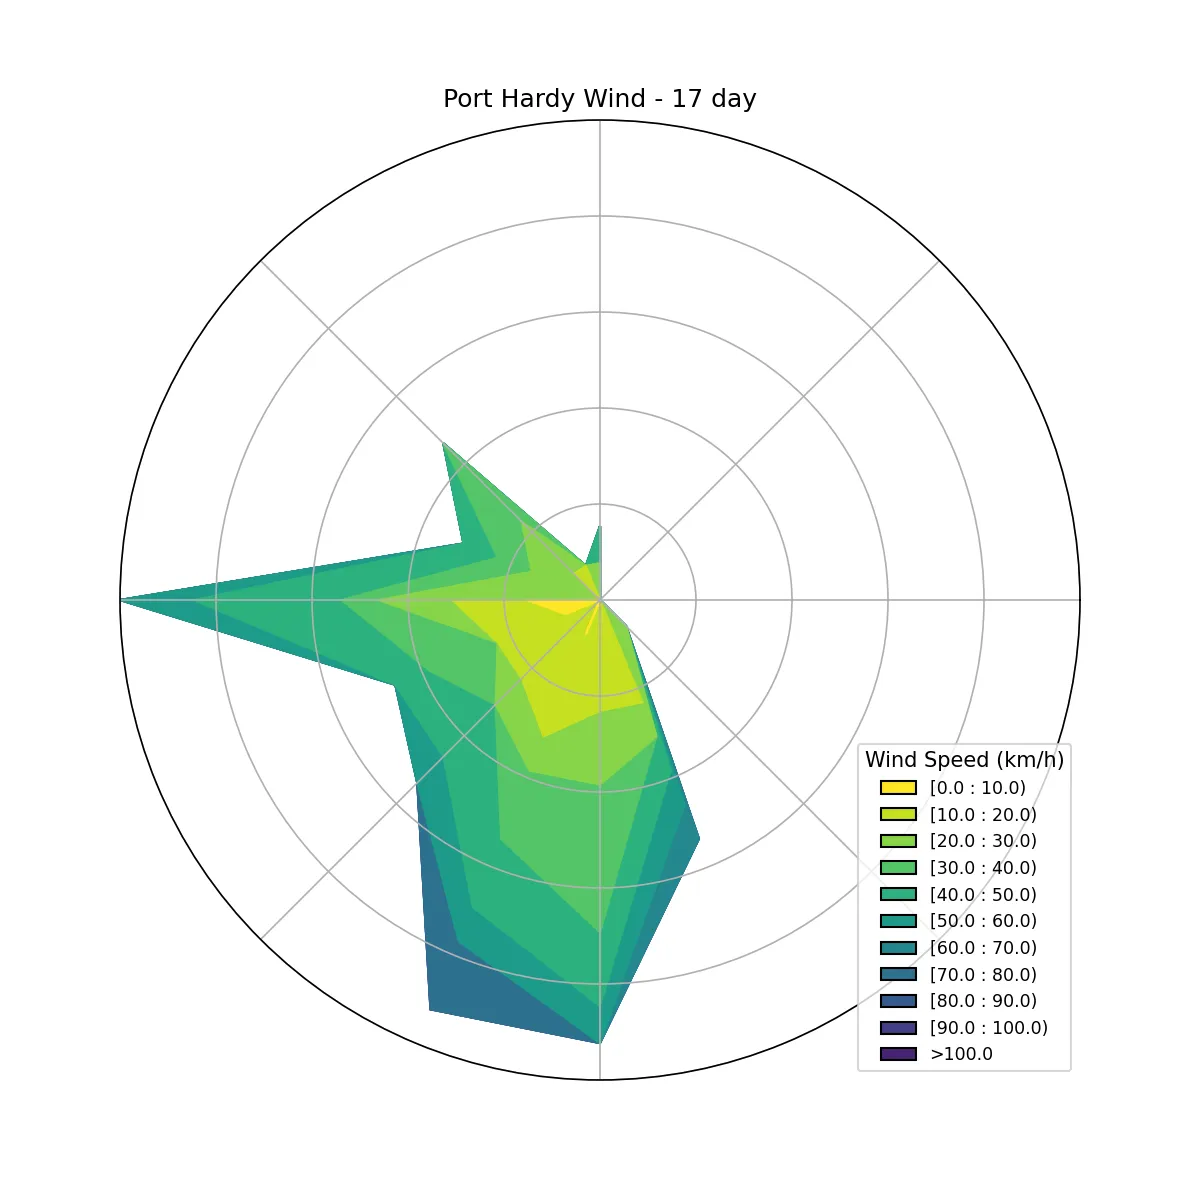 Port Hardy Wind - 17 day
Wind Speed (km/h)
[0.0 : 10.0)
[10.0 : 20.0)
[20.0 : 30.0)
[30.0 : 40.0)
[40.0 : 50.0)
[50.0 : 60.0)
[60.0 : 70.0)
[70.0 : 80.0)
[80.0 : 90.0)
[90.0 : 100.0)
>100.0